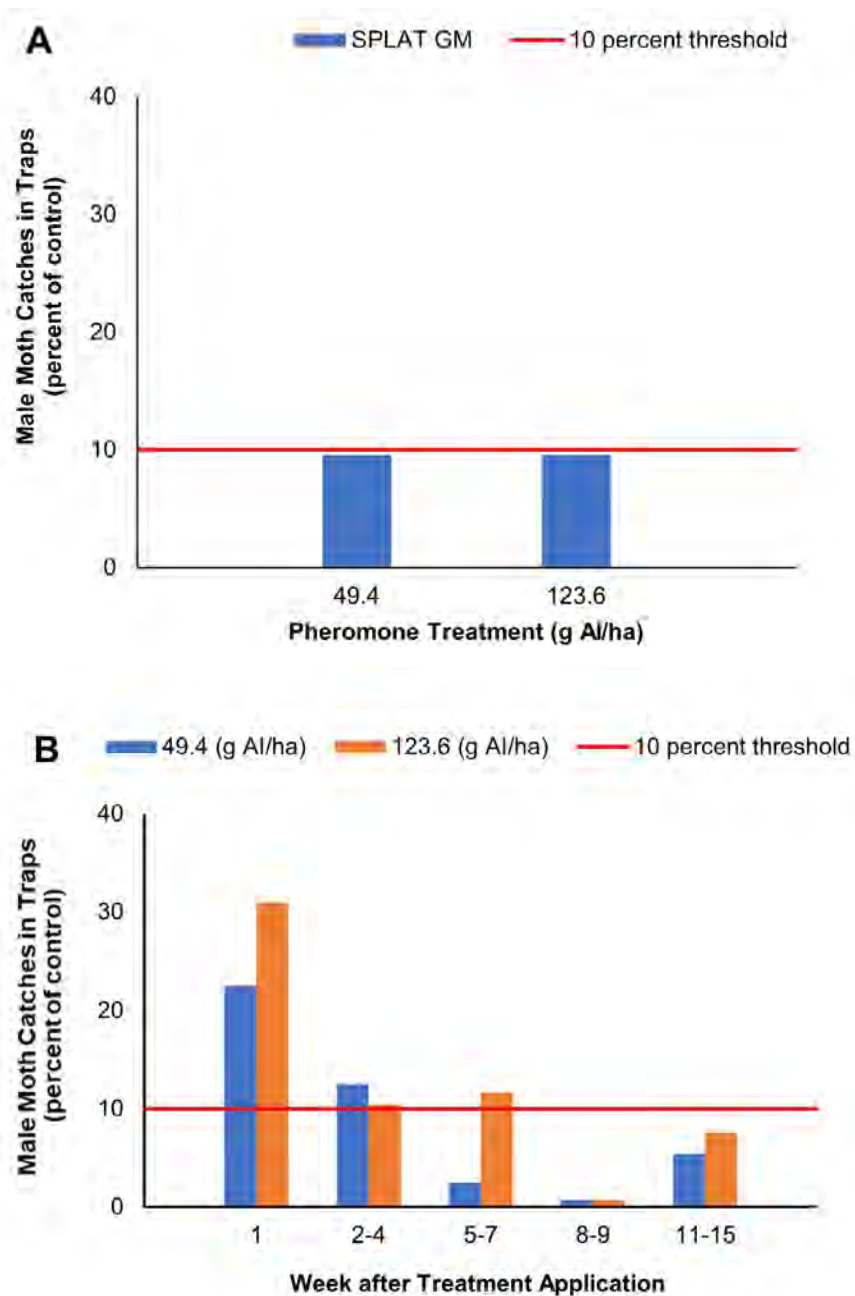 A
SPLAT GM
10 percent threshold
Male Moth Catches in Traps
(percent of control)
40
30
20
10
0
49.4
123.6
Pheromone Treatment (g AI/ha)
B
49.4 (g AI/ha)
123.6 (g AI/ha)
10 percent threshold
Male Moth Catches in Traps
(percent of control)
40
30
20
10
0
1
2-4
5-7
8-9
11-15
Week after Treatment Application